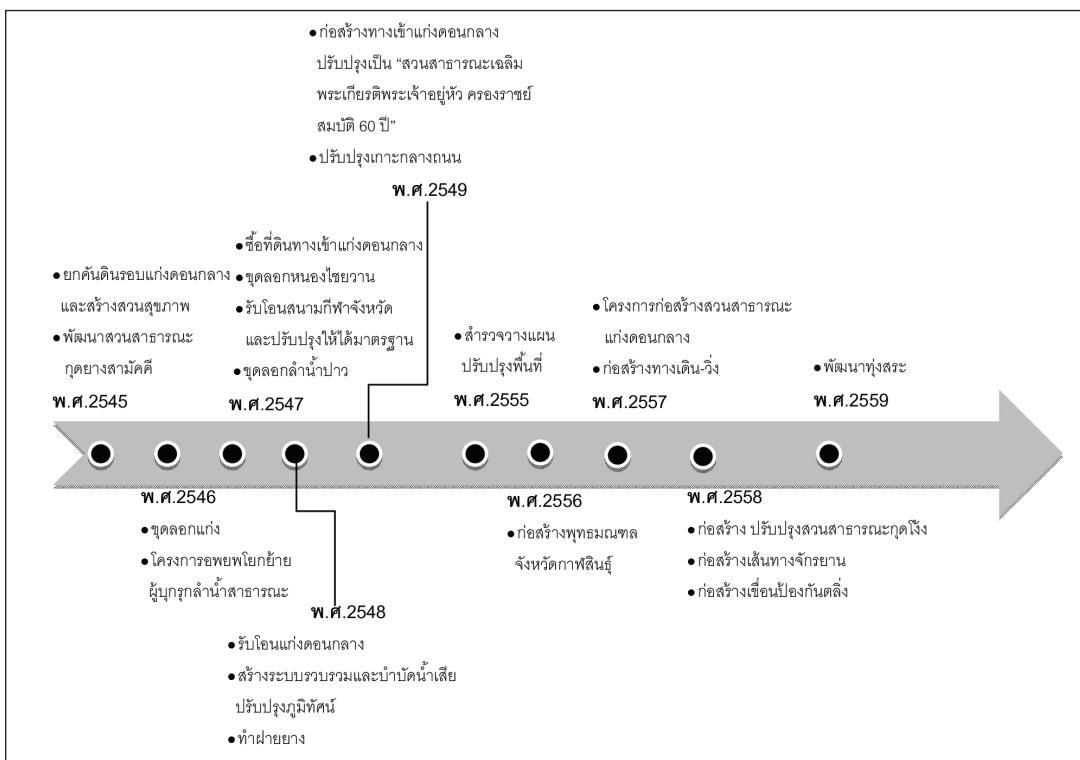 ● ก่อสร้างทางเข้าแก่งดอนกลาง
ปรับปรุงเป็น “สวนสาธารณะเฉลิม
พระเกียรติพระเจ้าอยู่หัว ครองราชย์
สมบัติ 60 ปี”
● ปรับปรุงเกาะกลางถนน
พ.ศ.2549
● ยกคันดินรอบแก่งดอนกลาง
และสร้างสวนสุขภาพ
● พัฒนาสวนสาธารณะ
กุดยางสามัคคี
พ.ศ.2545
● ซื้อที่ดินทางเข้าแก่งดอนกลาง
● ขุดลอกหนองไชยวาน
● รับโอนสนามกีฬาจังหวัด
และปรับปรุงให้ได้มาตรฐาน
● ขุดลอกลำน้ำปาว
พ.ศ.2547
● สำรวจวางแผน
ปรับปรุงพื้นที่
พ.ศ.2555
● โครงการก่อสร้างสวนสาธารณะ
แก่งดอนกลาง
● ก่อสร้างทางเดิน-วิ่ง
พ.ศ.2557
● พัฒนาทุ่งสระ
พ.ศ.2559
พ.ศ.2546
● ขุดลอกแก่ง
● โครงการอพยพโยกย้าย
ผู้บุกรุกลำน้ำสาธารณะ
พ.ศ.2548
● รับโอนแก่งดอนกลาง
● สร้างระบบรวบรวมและบำบัดน้ำเสีย
ปรับปรุงภูมิทัศน์
● ทำฝายยาง
พ.ศ.2556
● ก่อสร้างพุทธมณฑล
จังหวัดกาฬสินธุ์
พ.ศ.2558
● ก่อสร้าง ปรับปรุงสวนสาธารณะกุดโง้ง
● ก่อสร้างเส้นทางจักรยาน
● ก่อสร้างเขื่อนป้องกันตลิ่ง